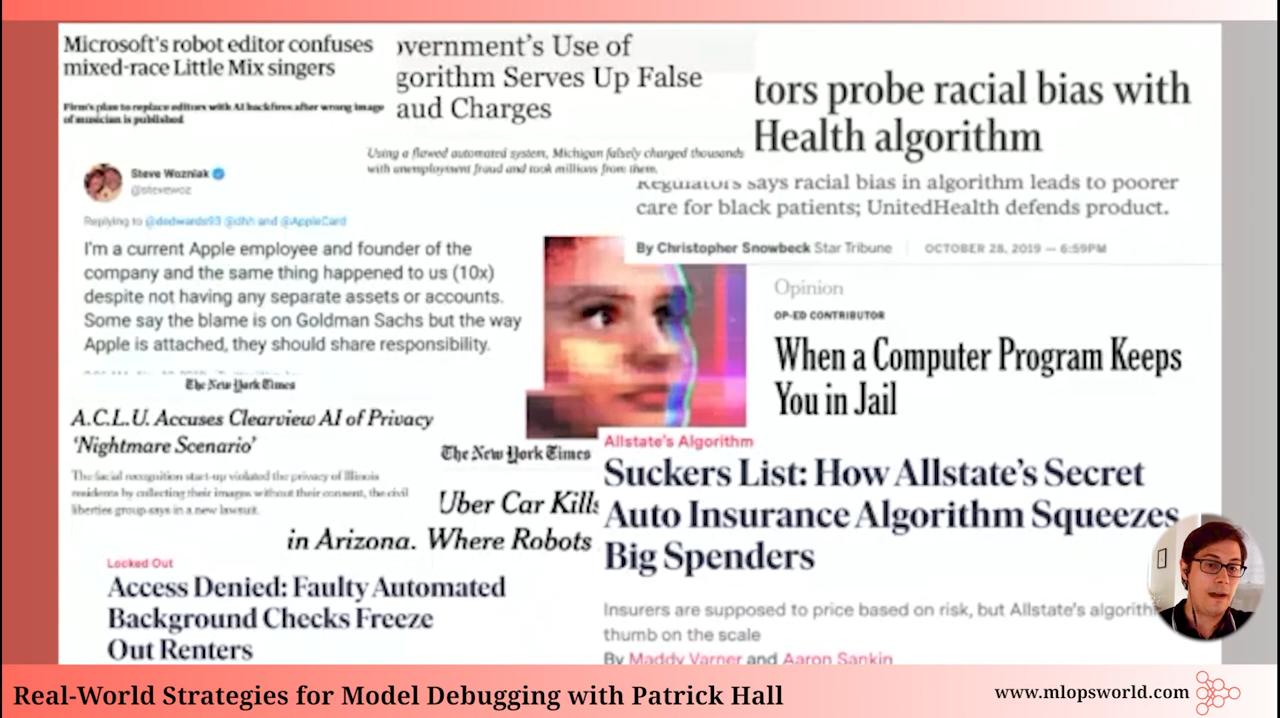 Microsoft's robot editor confuses
mixed-race Little Mix singers
Firm's plan to replace editors with AI backfires after wrong image
of musician is published
vernment's Use of
gorithm Serves Up False
aud Charges
Using a flawed automated system, Michigan falsely charged thousands
with unemployment fraud and took millions from them.
tors probe racial bias with
Health algorithm
Regulators says racial bias in algorithm leads to poorer
care for black patients; UnitedHealth defends product.
By Christopher Snowbeck Star Tribune
OCTOBER 28, 2019 — 6:59PM
Steve Wozniak
@stevewoz
Replying to @dedwards93 @dhh and @AppleCard
I'm a current Apple employee and founder of the
company and the same thing happened to us (10x)
despite not having any separate assets or accounts.
Some say the blame is on Goldman Sachs but the way
Apple is attached, they should share responsibility.
Opinion
OP-ED CONTRIBUTOR
When a Computer Program Keeps
You in Jail
The New York Times
A.C.L.U. Accuses Clearview AI of Privacy
'Nightmare Scenario'
The facial recognition start-up violated the privacy of Illinois
residents by collecting their images without their consent, the civil
liberties group says in a new lawsuit.
The New York Times
Uber Car Kills
in Arizona. Where Robots
Allstate's Algorithm
Suckers List: How Allstate's Secret
Auto Insurance Algorithm Squeezes
Big Spenders
Insurers are supposed to price based on risk, but Allstate's algorith
thumb on the scale
By Maddy Varner and Aaron Sankin
Locked Out
Access Denied: Faulty Automated
Background Checks Freeze
Out Renters
Real-World Strategies for Model Debugging with Patrick Hall
www.mlopsworld.com